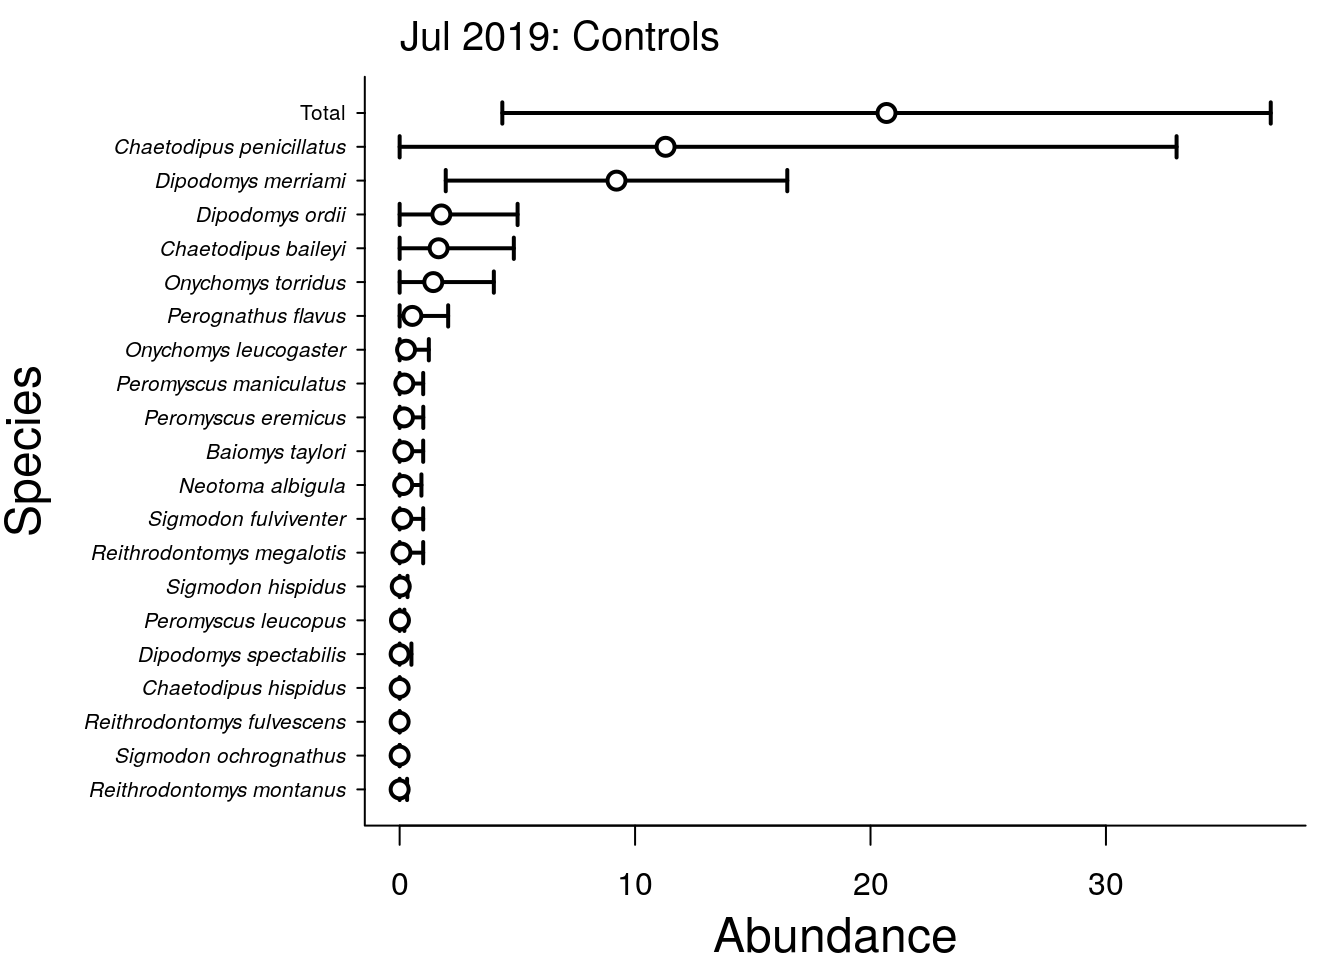 Jul 2019: Controls
Species
Total
Chaetodipus penicillatus
Dipodomys merriami
Dipodomys ordii
Chaetodipus baileyi
Onychomys torridus
Perognathus flavus
Onychomys leucogaster
Peromyscus maniculatus
Peromyscus eremicus
Baiomys taylori
Neotoma albigula
Sigmodon fulviventer
Reithrodontomys megalotis
Sigmodon hispidus
Peromyscus leucopus
Dipodomys spectabilis
Chaetodipus hispidus
Reithrodontomys fulvescens
Sigmodon ochrognathus
Reithrodontomys montanus
0 10 20 30
Abundance